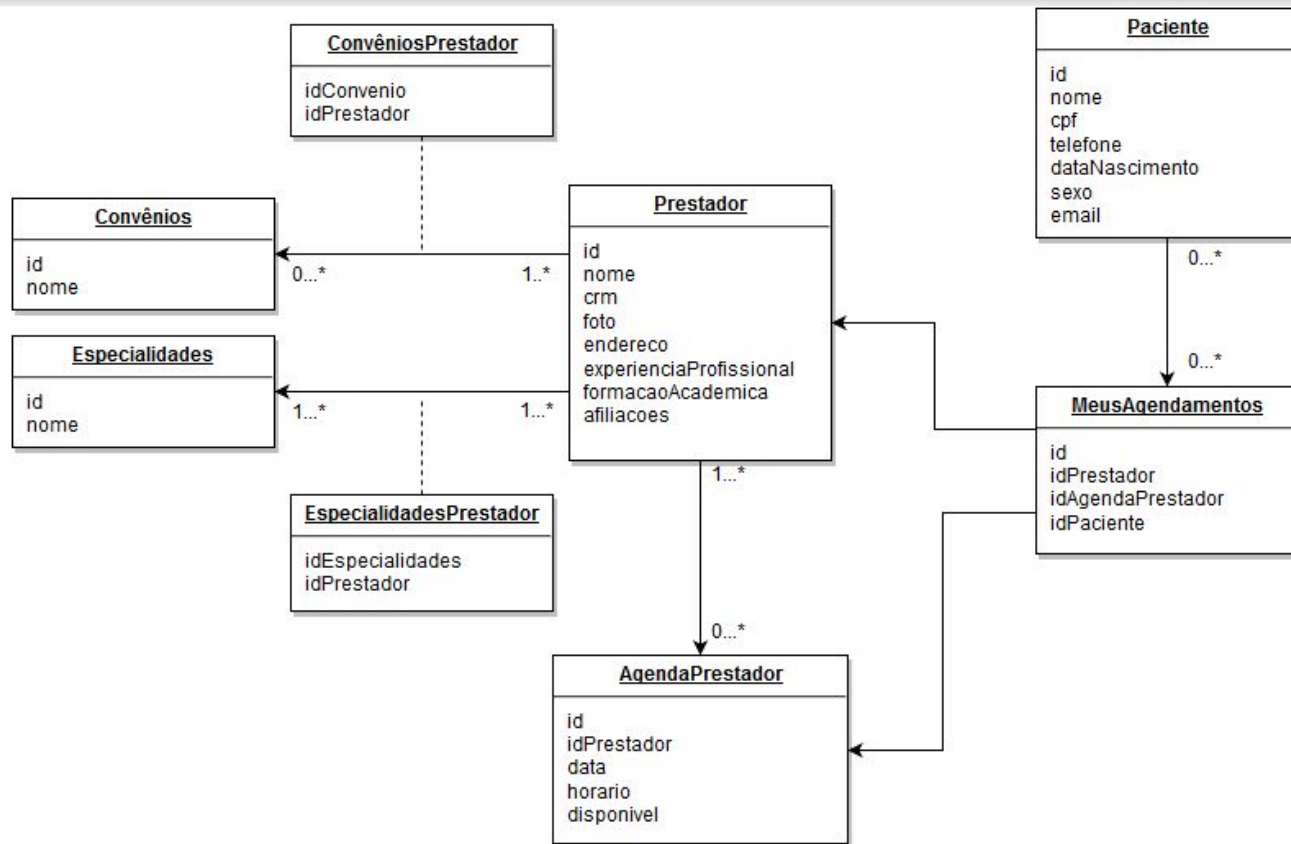 ConvêniosPrestador
idConvenio
idPrestador
Paciente
id
nome
cpf
telefone
dataNascimento
sexo
email
0...*
0...*
Convênios
id
nome
0...*
1..*
Prestador
id
nome
crm
foto
endereco
experienciaProfissional
formacaoAcademica
afiliacoes
Especialidades
id
nome
1...*
1...*
MeusAgendamentos
id
idPrestador
idAgendaPrestador
idPaciente
EspecialidadesPrestador
idEspecialidades
idPrestador
1...*
0...*
AgendaPrestador
id
idPrestador
data
horario
disponivel